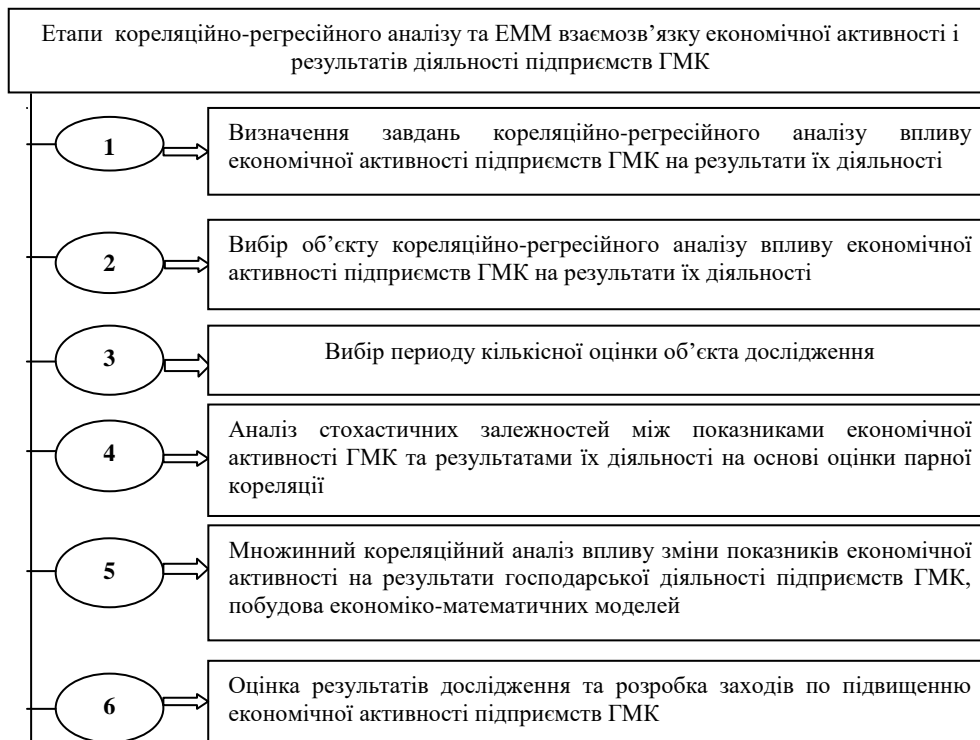 Етапи кореляційно-регресійного аналізу та ЕММ взаємозв’язку економічної активності і
результатів діяльності підприємств ГМК
1
Визначення завдань кореляційно-регресійного аналізу впливу
економічної активності підприємств ГМК на результати їх діяльності
2
Вибір об’єкту кореляційно-регресійного аналізу впливу економічної
активності підприємств ГМК на результати їх діяльності
3
Вибір периоду кількісної оцінки об’єкта дослідження
4
Аналіз стохастичних залежностей між показниками економічної
активності ГМК та результатами їх діяльності на основі оцінки парної
кореляції
5
Множинний кореляційний аналіз впливу зміни показників економічної
активності на результати господарської діяльності підприємств ГМК,
побудова економіко-математичних моделей
6
Оцінка результатів дослідження та розробка заходів по підвищенню
економічної активності підприємств ГМК